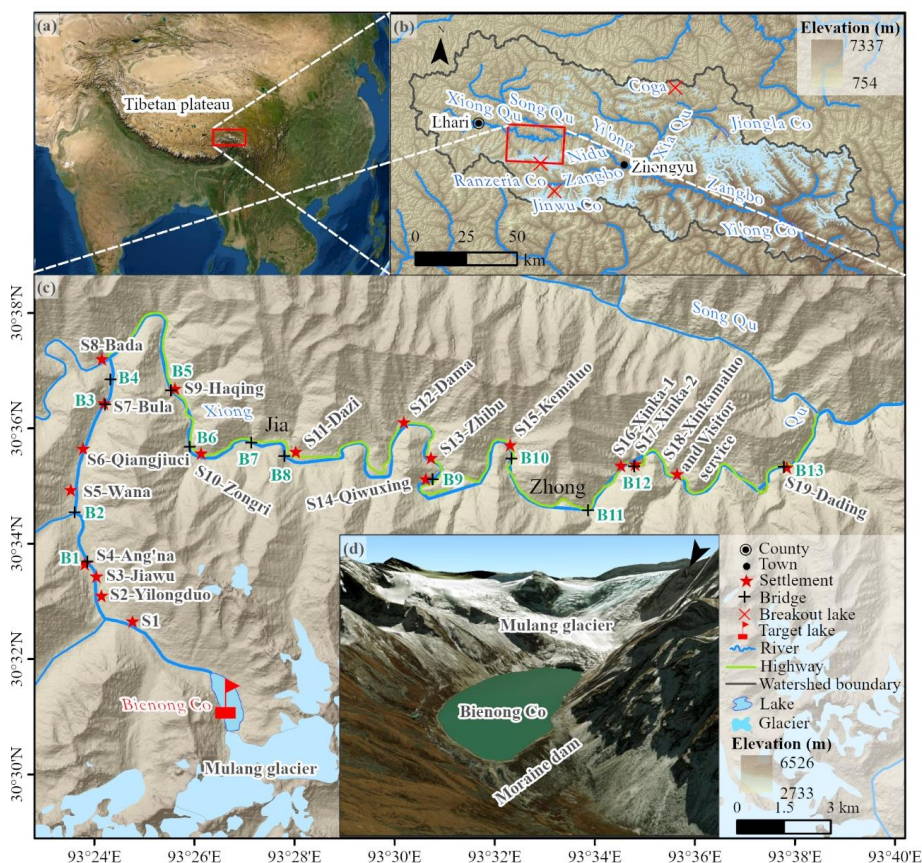 (a)
Tibetan plateau
(b)
Elevation (m)
7337
754
Coga
Xiong Qu
Song Qu
Lhari
Yi'ong
Xia Qu
Jiongla Co
Nidu
Zhongyu
Ranzeria Co
Zangbo
Zangbo
Jinwu Co
Yi'ong Co
0 25 50
km
(c)
30°38'N
30°36'N
30°34'N
30°32'N
30°30'N
Song Qu
S8-Bada
B5
B4
S9-Haqing
B3
S7-Bula
Xiong
Jia
S12-Dama
S15-Kemaluo
S16-Xinka-1
S17-Xinka-2
S18-Xinkamaluo
and Visitor
service
Qu
B6
B7
S11-Dazi
S13-Zhibu
S6-Qiangjiuci
B8
B10
S10-Zongri
S14-Qiwuxing
B9
B12
B13
S5-Wana
Zhong
S19-Dading
B2
B11
B1
S4-Ang'na
S3-Jiawu
S2-Yilongduo
S1
Bienong Co
Mulang glacier
(d)
Mulang glacier
Bienong Co
Moraine dam
County
Town
Settlement
Bridge
Breakout lake
Target lake
River
Highway
Watershed boundary
Lake
Glacier
Elevation (m)
6526
2733
0 1.5 3 km
93°24'E 93°26'E 93°28'E 93°30'E 93°32'E 93°34'E 93°36'E 93°38'E 93°40'E